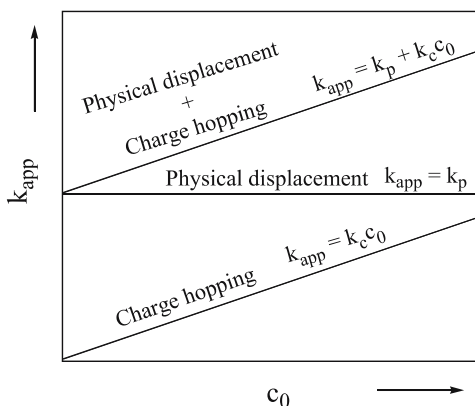 k_app
Physical displacement
+
Charge hopping
k_app = k_p + k_c c_0
Physical displacement k_app = k_p
Charge hopping
k_app = k_c c_0
c_0